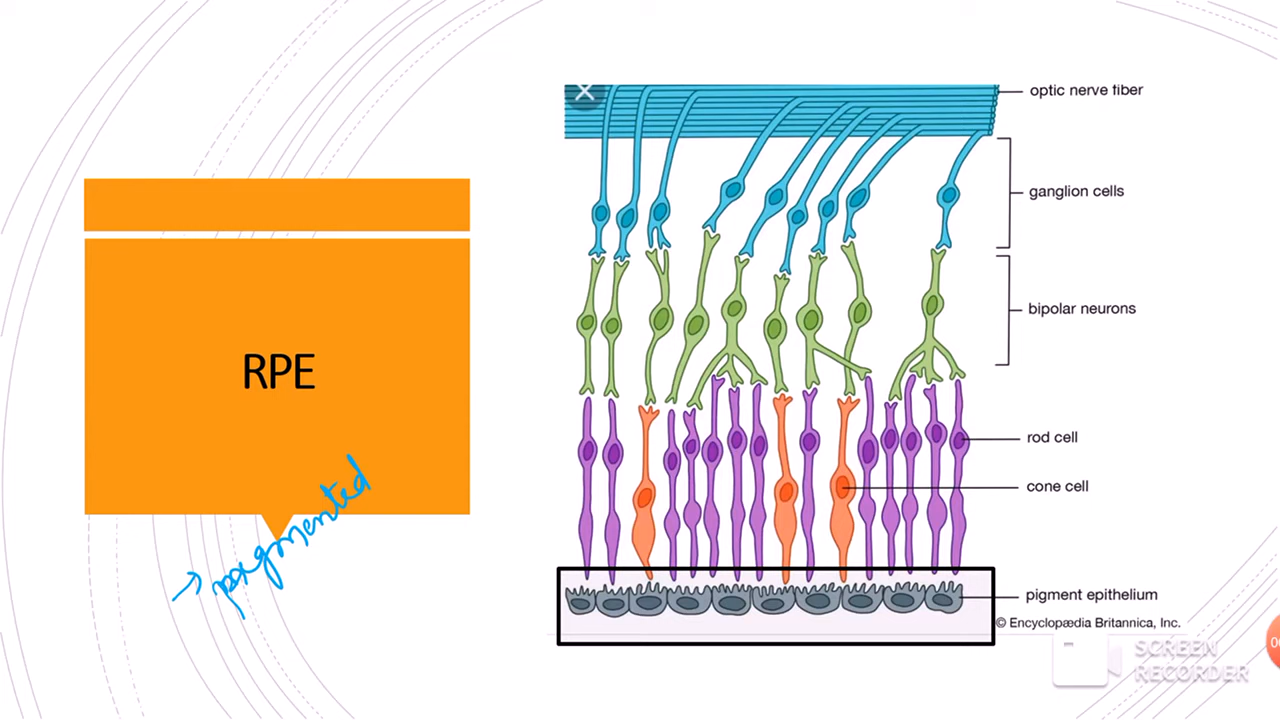 RPE
→ pigmented
optic nerve fiber
ganglion cells
bipolar neurons
rod cell
cone cell
pigment epithelium
© Encyclopædia Britannica, Inc.
SCREEN
RECORDER